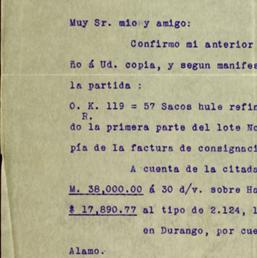 Muy Sr. mio y amigo:
Confirmo mi anterior
ño á Ud. copia, y segun manifes
la partida :
O. K. 119 = 57 Sacos hule refin
R.
do la primera parte del lote No
pía de la factura de consignaci
A cuenta de la citada
M. 38,000.00 á 30 d/v. sobre Ha
$ 17,890.77 al tipo de 2.124, l
en Durango, por cue
Alamo.